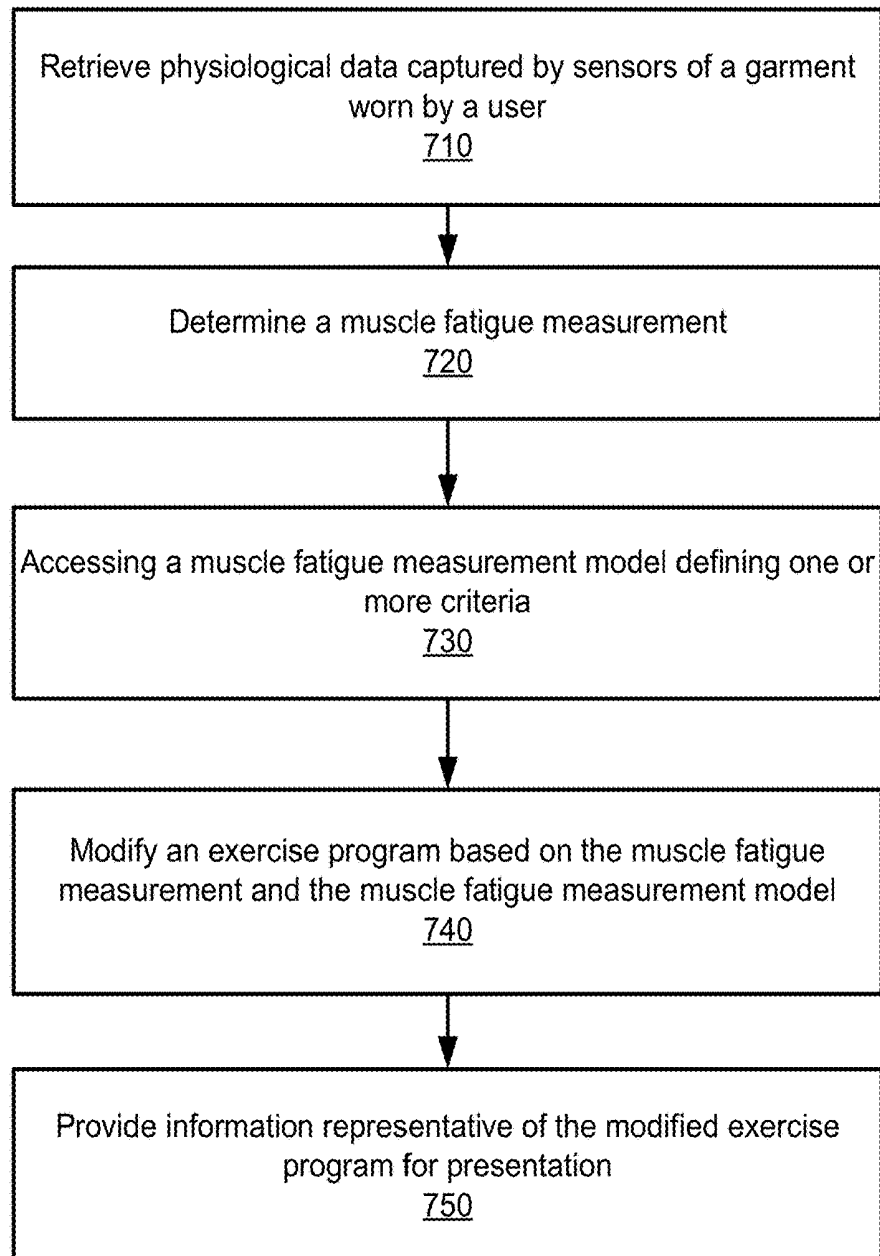 Retrieve physiological data captured by sensors of a garment
worn by a user
710
Determine a muscle fatigue measurement
720
Accessing a muscle fatigue measurement model defining one or
more criteria
730
Modify an exercise program based on the muscle fatigue
measurement and the muscle fatigue measurement model
740
Provide information representative of the modified exercise
program for presentation
750